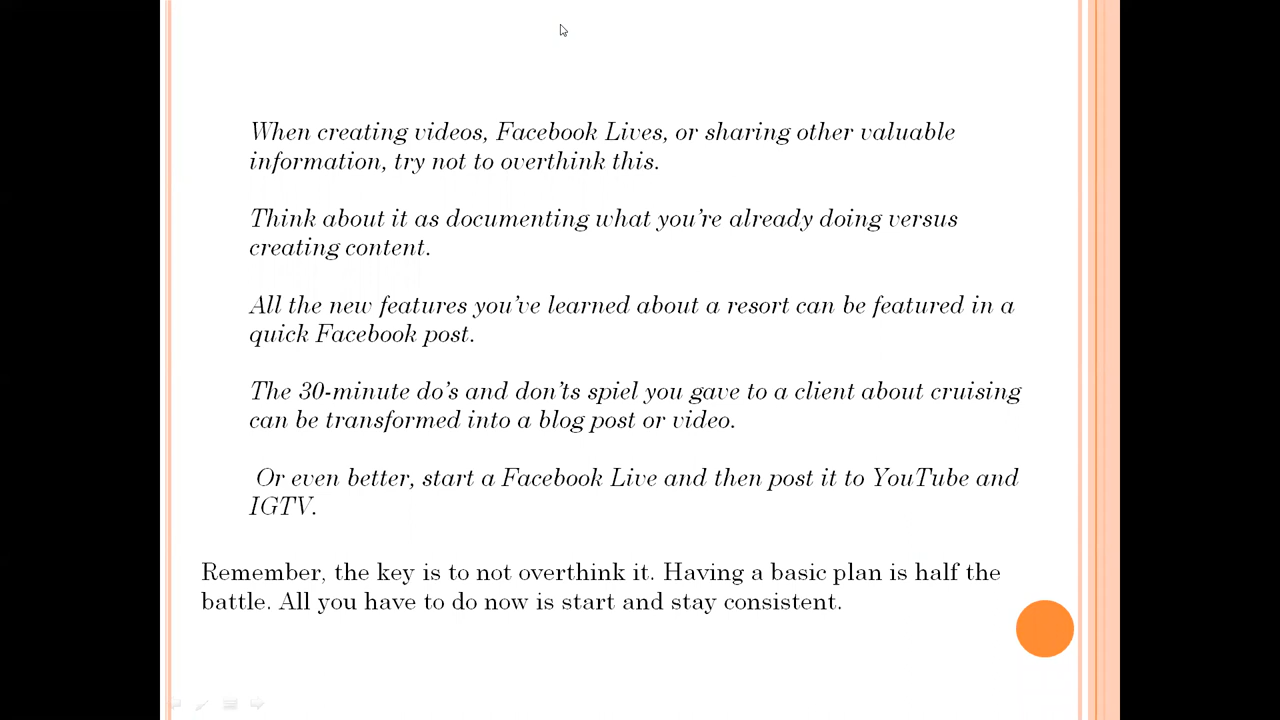 When creating videos, Facebook Lives, or sharing other valuable
information, try not to overthink this.
Think about it as documenting what you’re already doing versus
creating content.
All the new features you’ve learned about a resort can be featured in a
quick Facebook post.
The 30-minute do’s and don’ts spiel you gave to a client about cruising
can be transformed into a blog post or video.
Or even better, start a Facebook Live and then post it to YouTube and
IGTV.
Remember, the key is to not overthink it. Having a basic plan is half the
battle. All you have to do now is start and stay consistent.